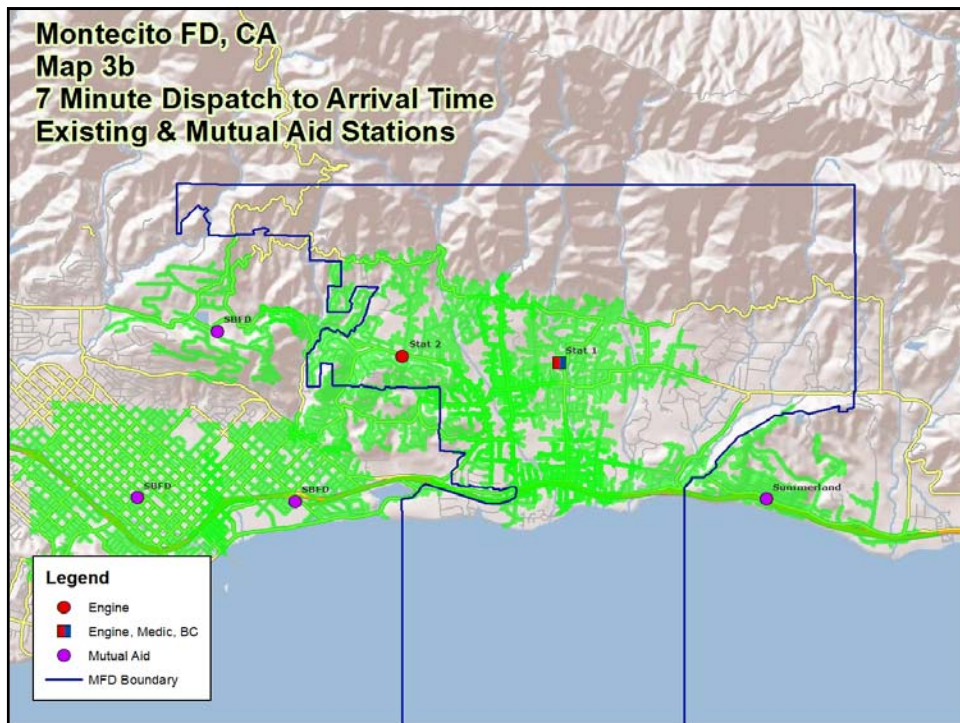 Montecito FD, CA
Map 3b
7 Minute Dispatch to Arrival Time
Existing & Mutual Aid Stations
SBFD
Stat 2
Stat 1
SBFD
SBFD
Summerland
Legend
Engine
Engine, Medic, BC
Mutual Aid
MFD Boundary